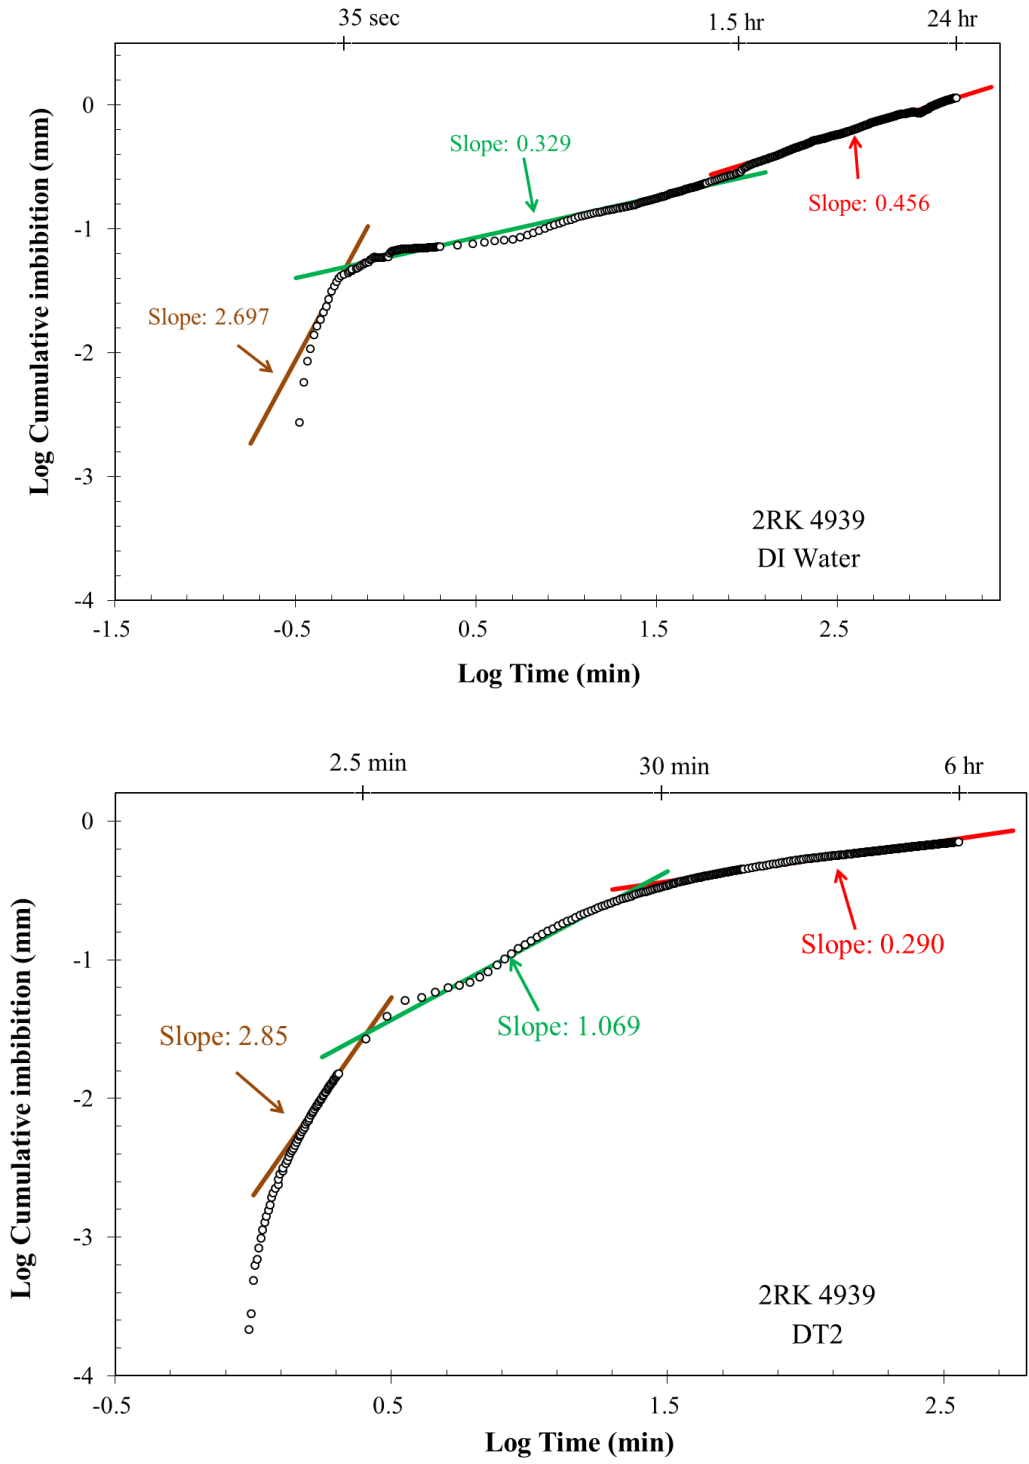 35 sec
1.5 hr
24 hr
0
Slope: 0.329
Slope: 0.456
-1
Slope: 2.697
-2
-3
2RK 4939
DI Water
-4
-1.5
-0.5
0.5
1.5
2.5
Log Cumulative imbibition (mm)
Log Time (min)
2.5 min
30 min
6 hr
0
-1
Slope: 0.290
Slope: 1.069
Slope: 2.85
-2
-3
2RK 4939
DT2
-4
-0.5
0.5
1.5
2.5
Log Cumulative imbibition (mm)
Log Time (min)